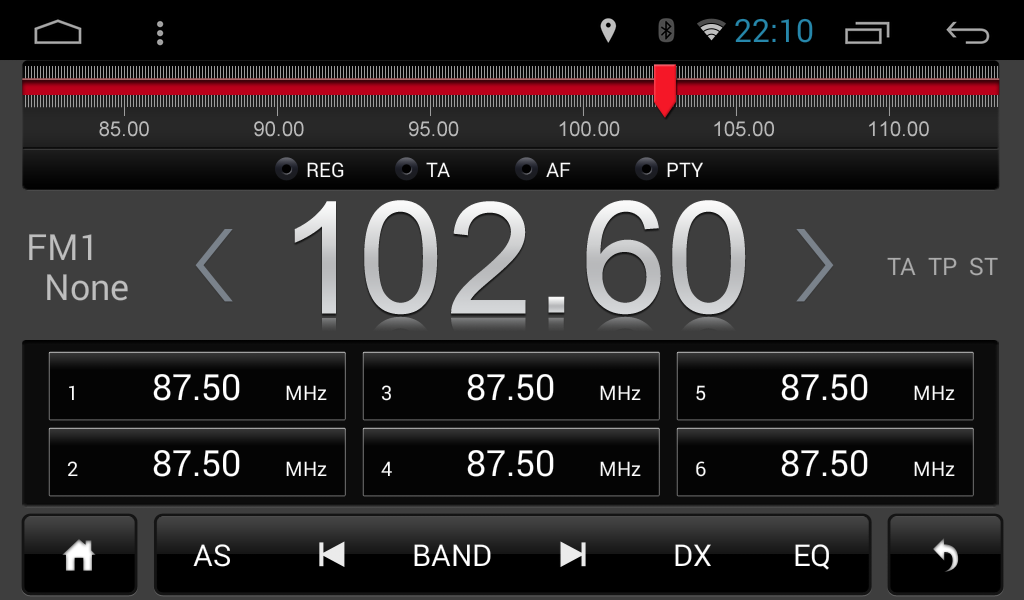 22:10
85.00 90.00 95.00 100.00 105.00 110.00
REG TA AF PTY
FM1
None
102.60
TA TP ST
1 87.50 MHz 3 87.50 MHz 5 87.50 MHz
2 87.50 MHz 4 87.50 MHz 6 87.50 MHz
AS BAND DX EQ